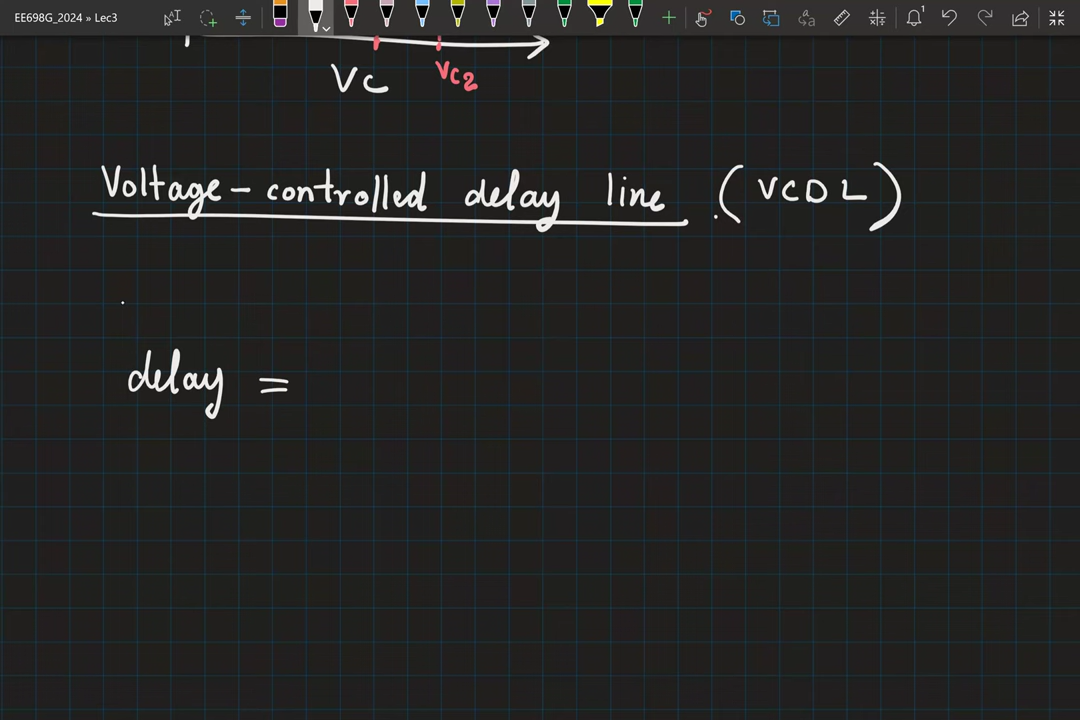 EE698G_2024 » Lec3
VC VC2
Voltage-controlled delay line (VCDL)
delay =